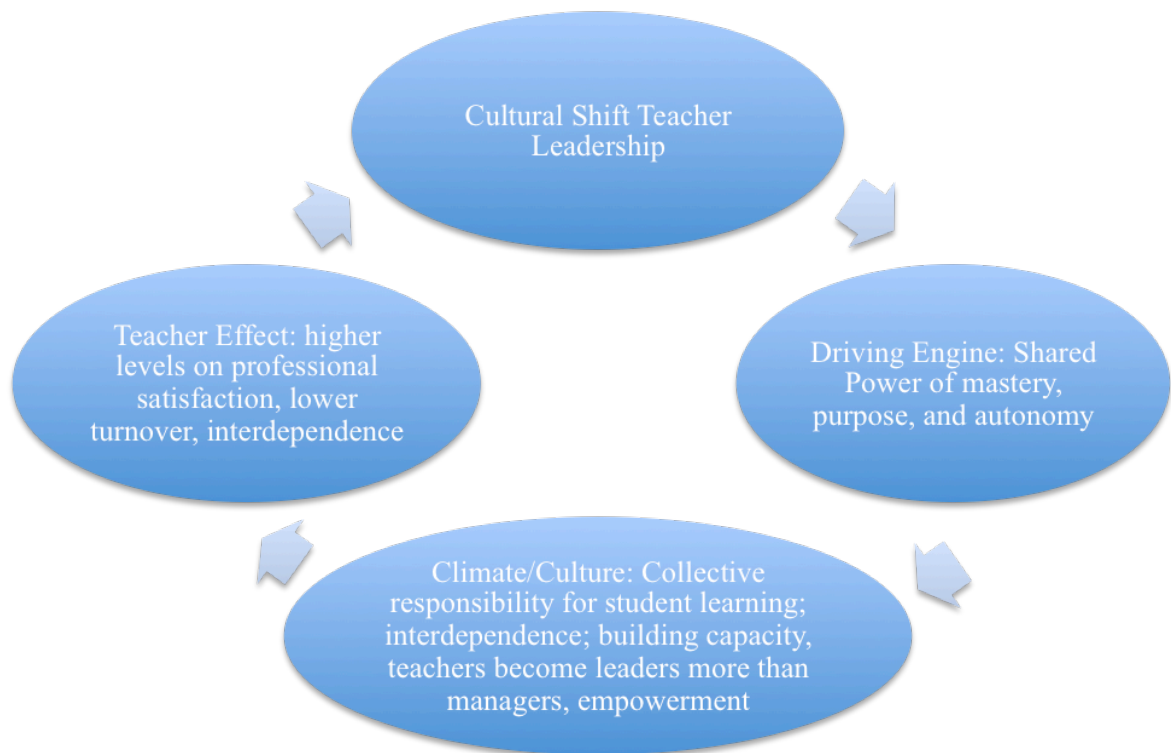 Cultural Shift Teacher
Leadership
Teacher Effect: higher
levels on professional
satisfaction, lower
turnover, interdependence
Driving Engine: Shared
Power of mastery,
purpose, and autonomy
Climate/Culture: Collective
responsibility for student learning;
interdependence; building capacity,
teachers become leaders more than
managers, empowerment